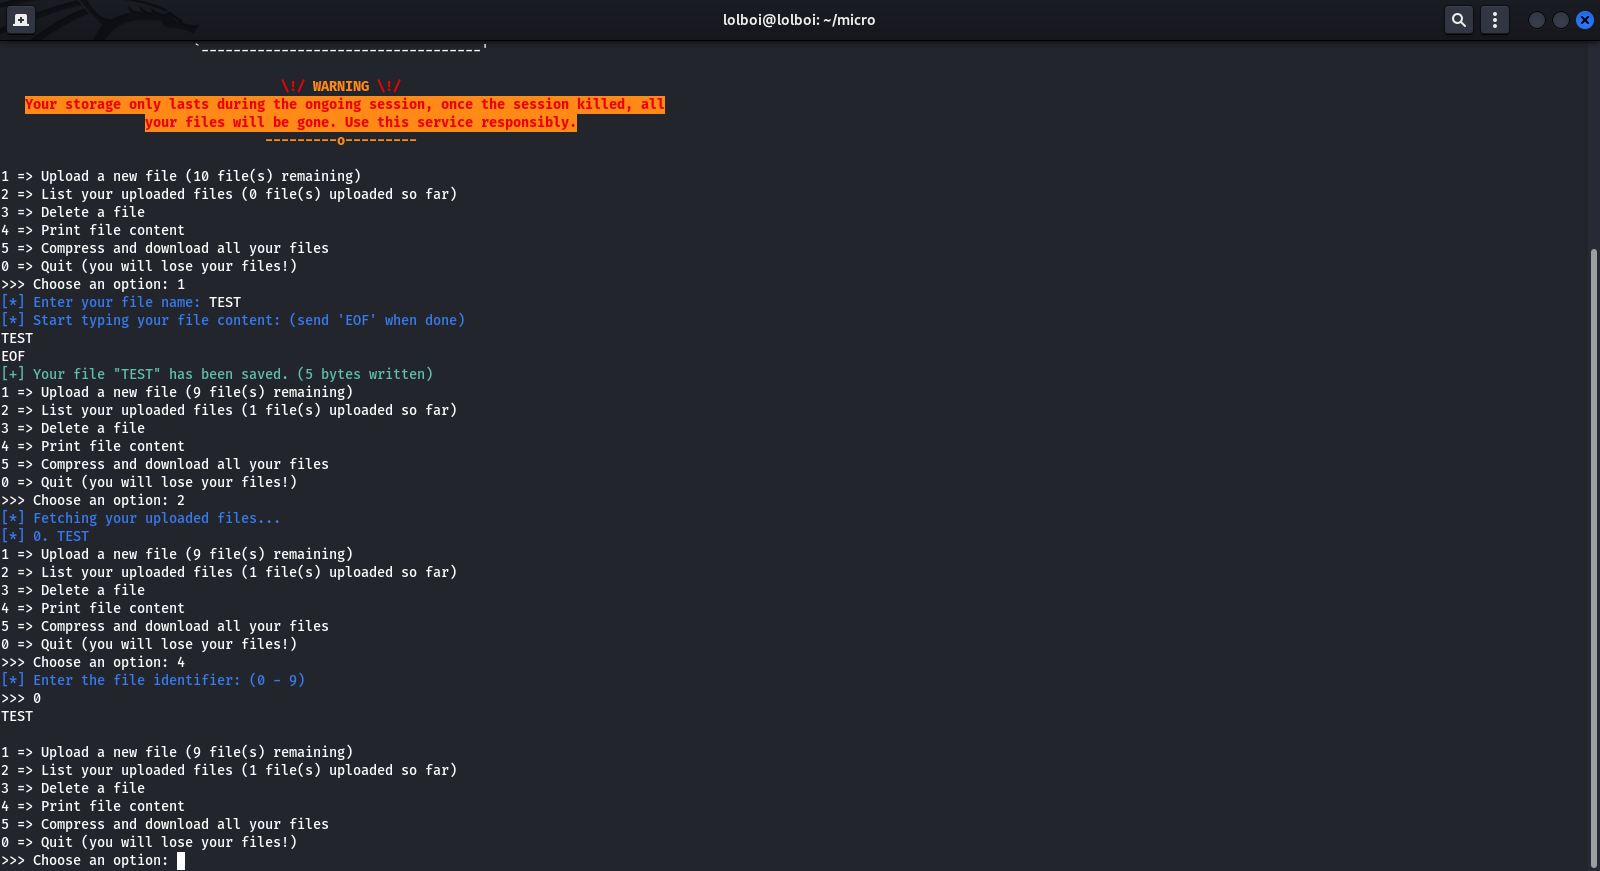 lolboi@lolboi: ~/micro
`-----------------------------------'
\!/ WARNING \!/
Your storage only lasts during the ongoing session, once the session killed, all
your files will be gone. Use this service responsibly.
---------o---------
1 => Upload a new file (10 file(s) remaining)
2 => List your uploaded files (0 file(s) uploaded so far)
3 => Delete a file
4 => Print file content
5 => Compress and download all your files
0 => Quit (you will lose your files!)
>>> Choose an option: 1
[*] Enter your file name: TEST
[*] Start typing your file content: (send 'EOF' when done)
TEST
EOF
[+] Your file "TEST" has been saved. (5 bytes written)
1 => Upload a new file (9 file(s) remaining)
2 => List your uploaded files (1 file(s) uploaded so far)
3 => Delete a file
4 => Print file content
5 => Compress and download all your files
0 => Quit (you will lose your files!)
>>> Choose an option: 2
[*] Fetching your uploaded files...
[*] 0. TEST
1 => Upload a new file (9 file(s) remaining)
2 => List your uploaded files (1 file(s) uploaded so far)
3 => Delete a file
4 => Print file content
5 => Compress and download all your files
0 => Quit (you will lose your files!)
>>> Choose an option: 4
[*] Enter the file identifier: (0 - 9)
>>> 0
TEST
1 => Upload a new file (9 file(s) remaining)
2 => List your uploaded files (1 file(s) uploaded so far)
3 => Delete a file
4 => Print file content
5 => Compress and download all your files
0 => Quit (you will lose your files!)
>>> Choose an option: